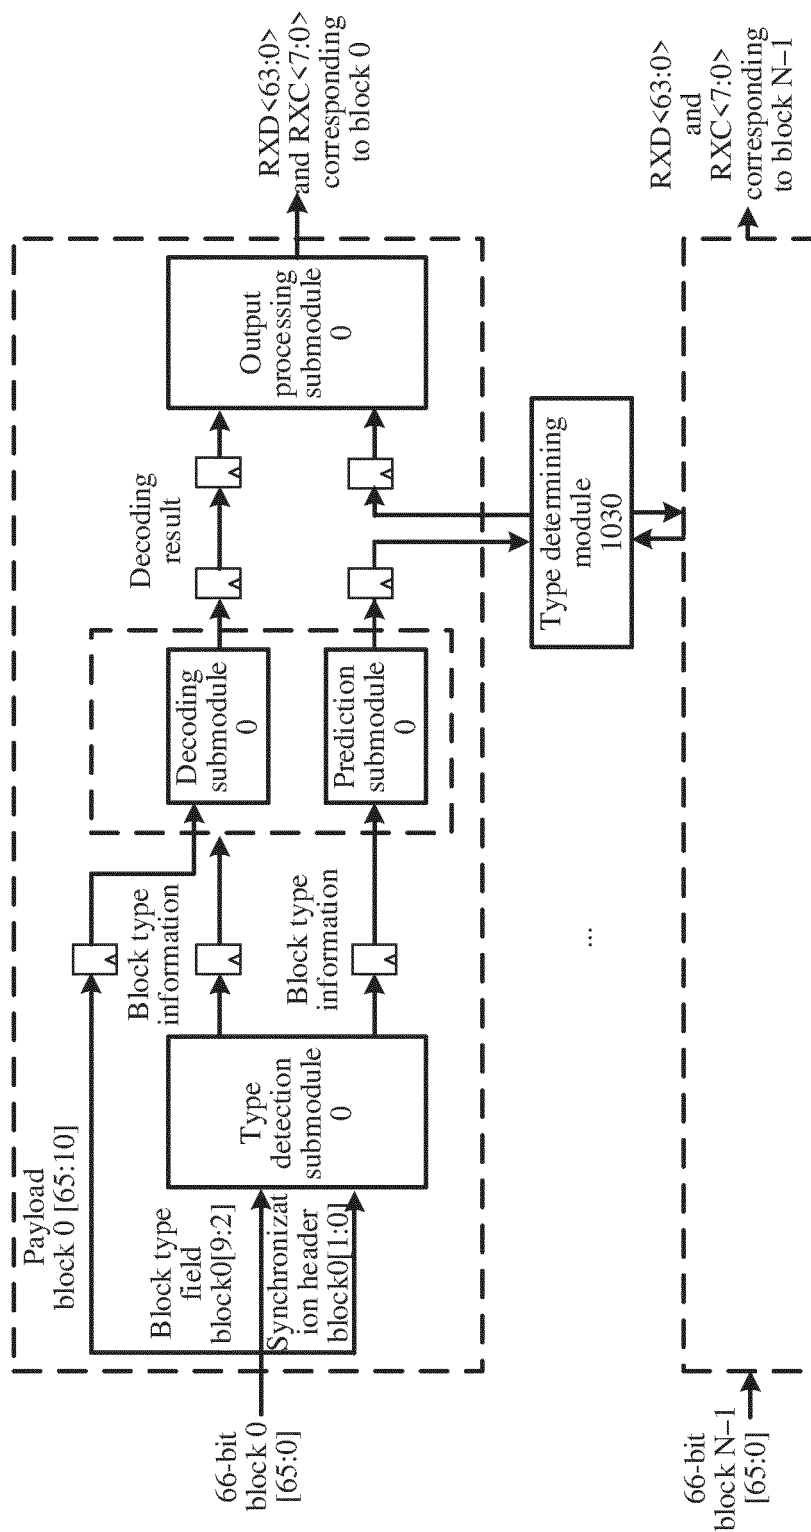 66-bit
block 0
[65:0]
Payload
block 0 [65:10]
Block type
field
block0[9:2]
Synchronizat
ion header
block0[1:0]
Type
detection
submodule
0
Block type
information
Block type
information
Decoding
submodule
0
Prediction
submodule
0
Decoding
result
Output
processing
submodule
0
RXD<63:0>
and RXC<7:0>
corresponding
to block 0
Type determining
module
1030
...
66-bit
block N−1
[65:0]
RXD<63:0>
and
RXC<7:0>
corresponding
to block N−1